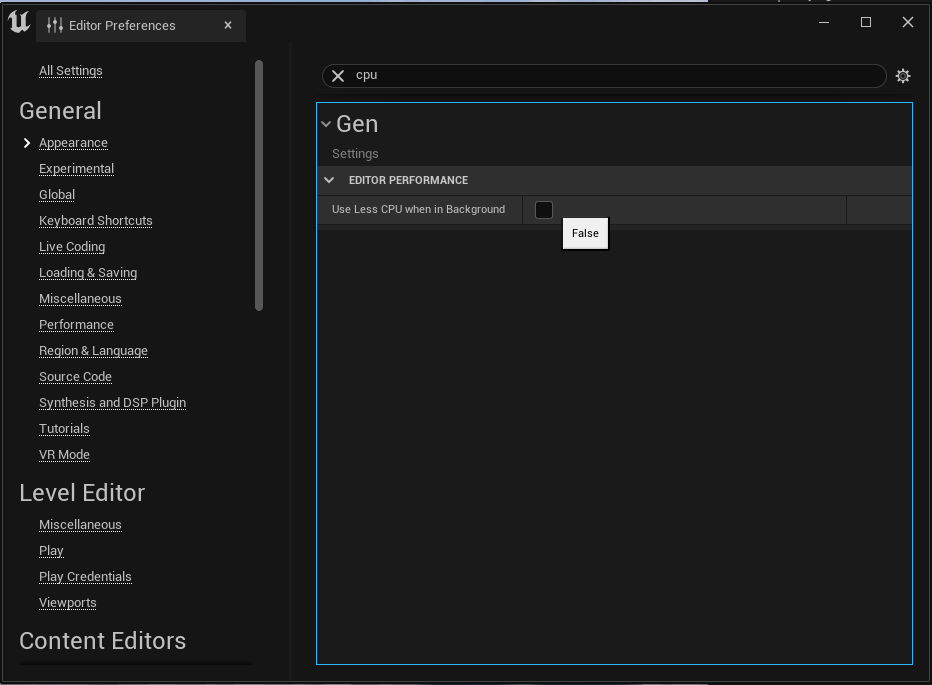 Editor Preferences
All Settings
General
Appearance
Experimental
Global
Keyboard Shortcuts
Live Coding
Loading & Saving
Miscellaneous
Performance
Region & Language
Source Code
Synthesis and DSP Plugin
Tutorials
VR Mode
Level Editor
Miscellaneous
Play
Play Credentials
Viewports
Content Editors
cpu
Gen
Settings
EDITOR PERFORMANCE
Use Less CPU when in Background
False